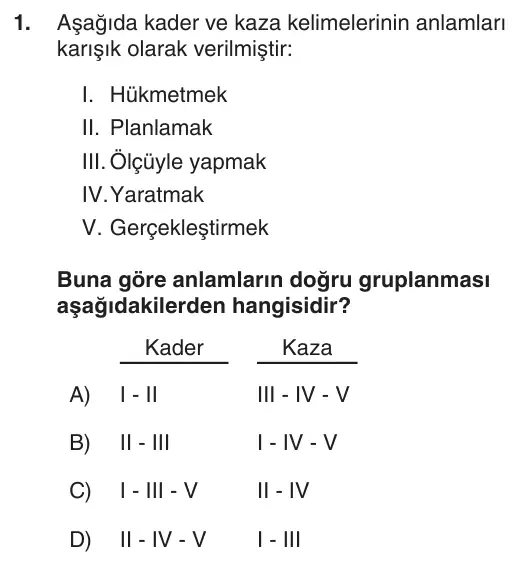 1. Aşağıda kader ve kaza kelimelerinin anlamları
karışık olarak verilmiştir:
I. Hükmetmek
II. Planlamak
III. Ölçüyle yapmak
IV. Yaratmak
V. Gerçekleştirmek
Buna göre anlamların doğru gruplanması
aşağıdakilerden hangisidir?
Kader Kaza
A) I - II III - IV - V
B) II - III I - IV - V
C) I - III - V II - IV
D) II - IV - V I - III